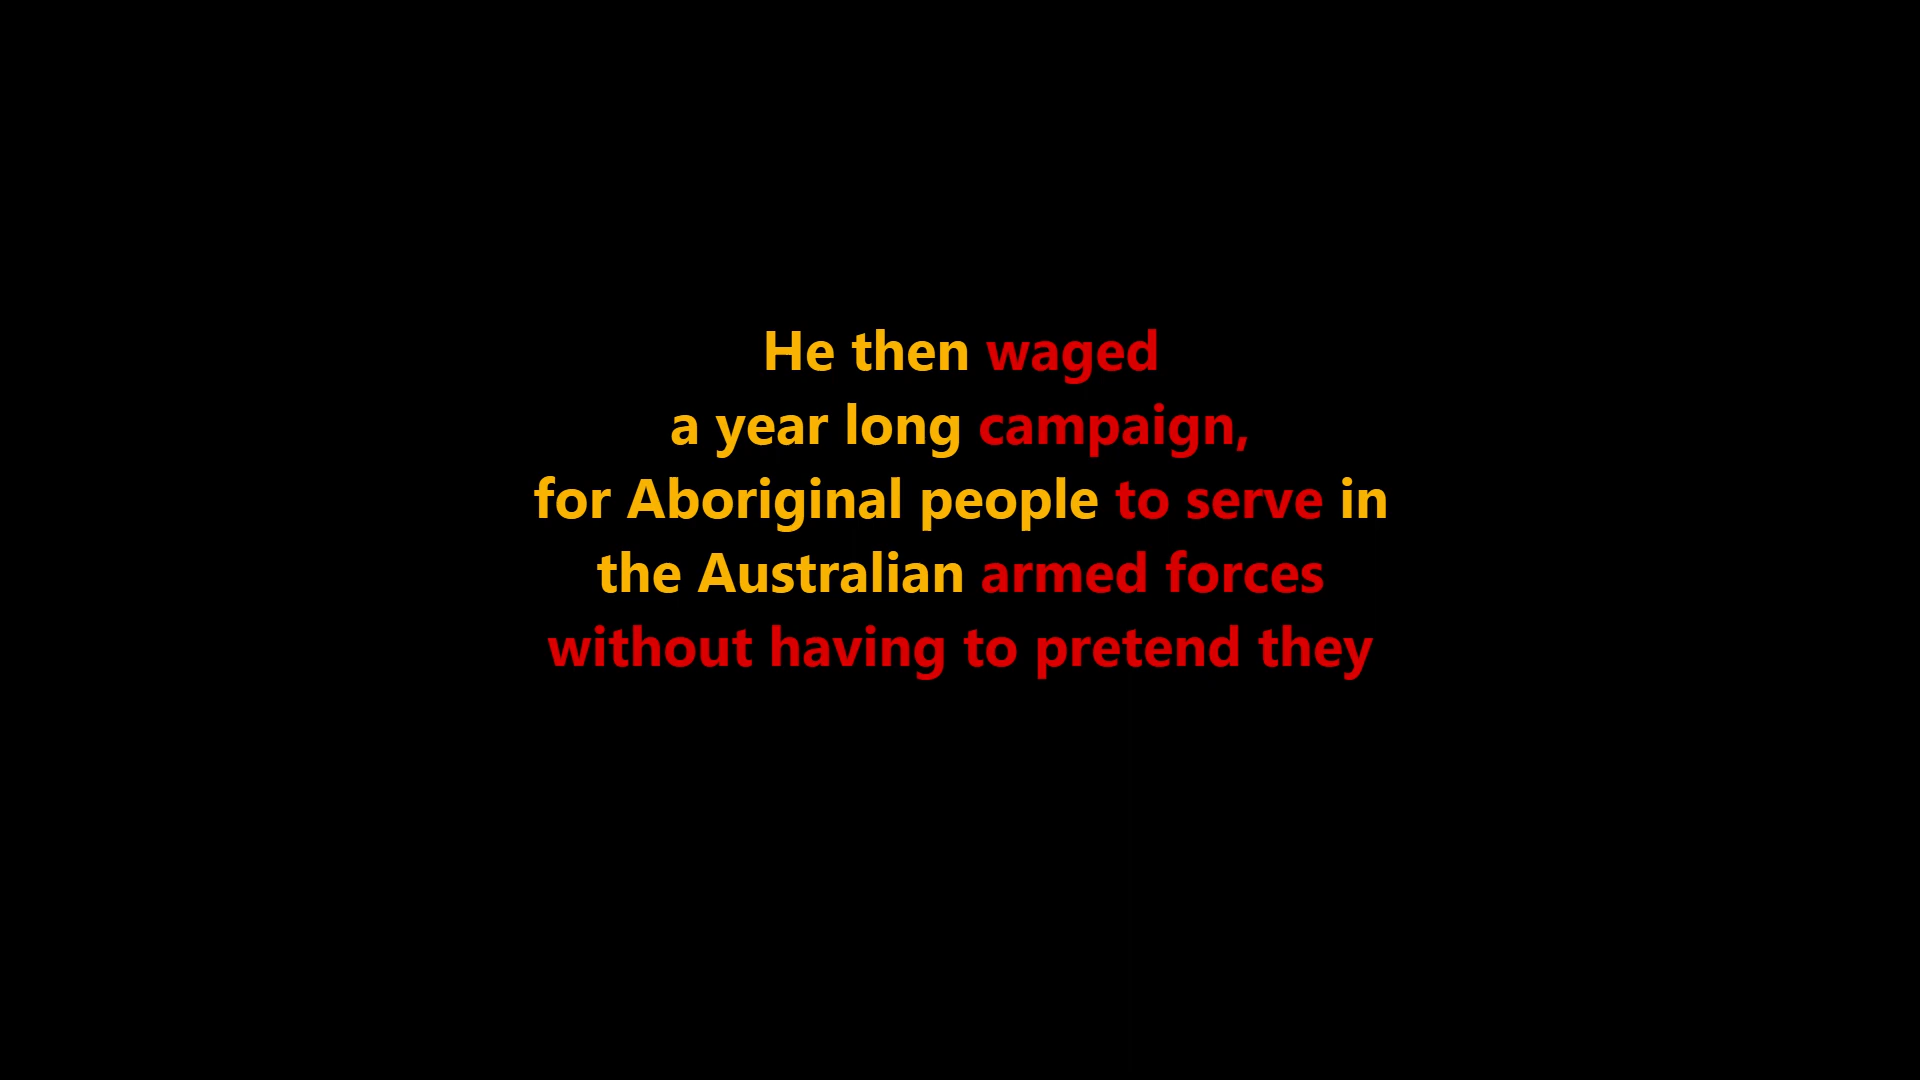 He then waged
a year long campaign,
for Aboriginal people to serve in
the Australian armed forces
without having to pretend they